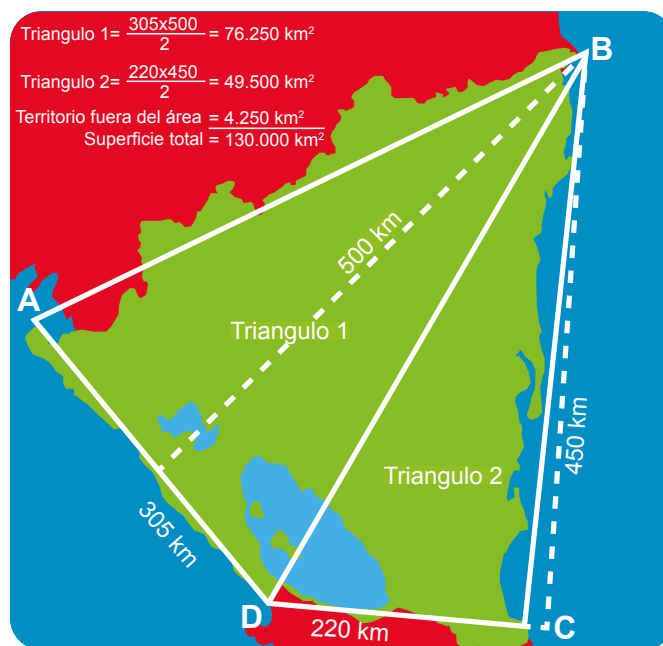 Triangulo 1= 305x500 / 2 = 76.250 km²
Triangulo 2= 220x450 / 2 = 49.500 km²
Territorio fuera del área = 4.250 km²
Superficie total = 130.000 km²
B
500 km
A
Triangulo 1
450 km
Triangulo 2
305 km
D
220 km
C